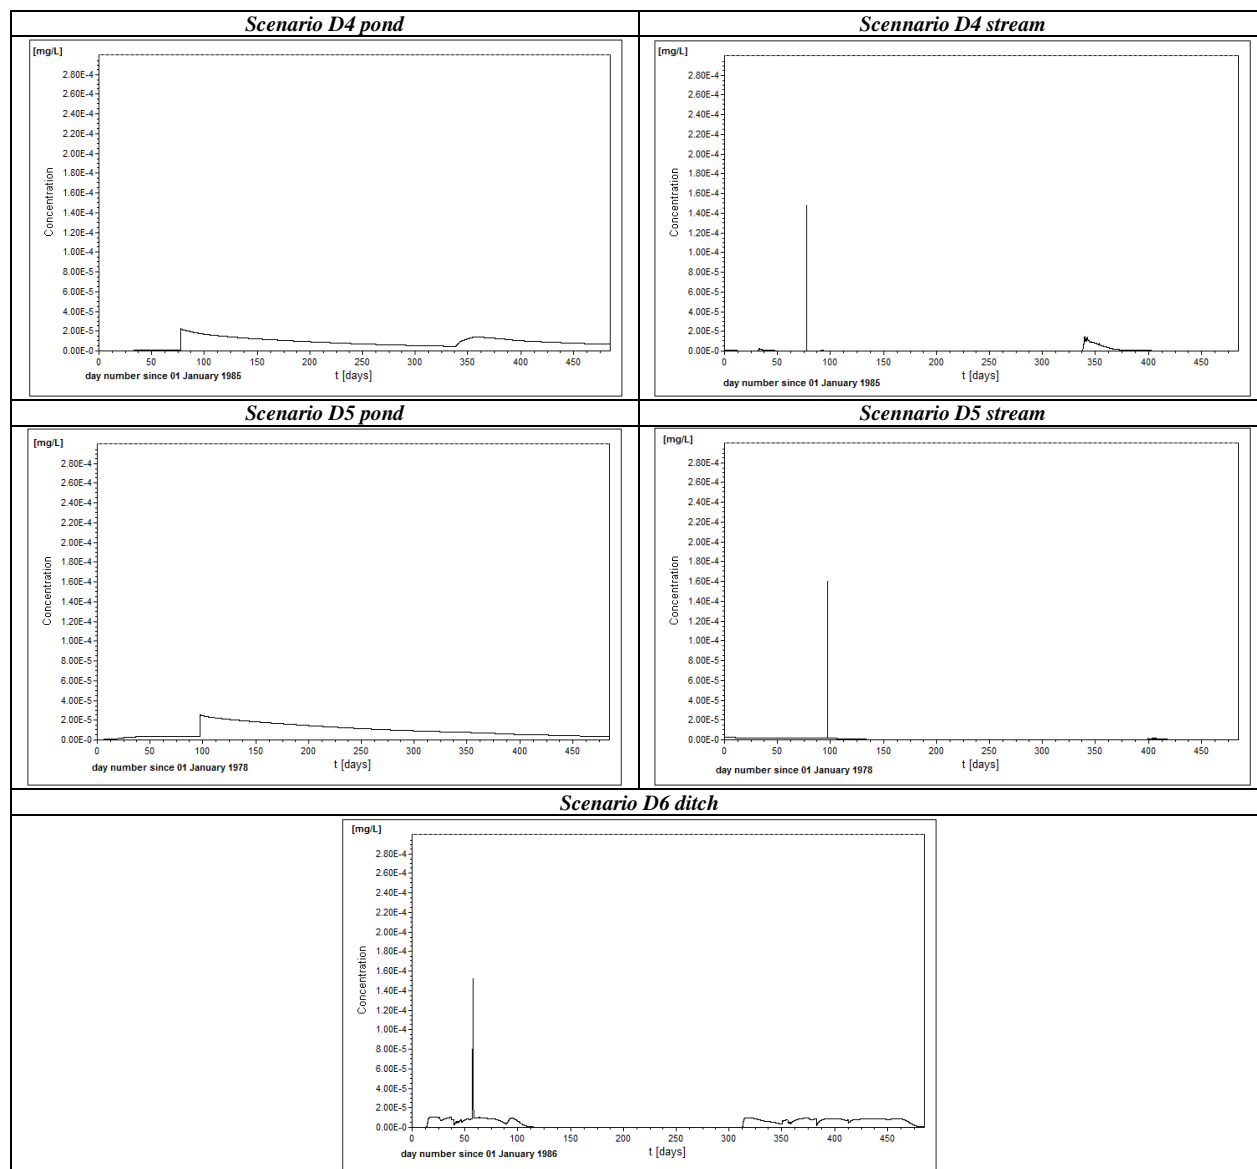 Scenario D4 pond
Scennario D4 stream
[mg/L]
2.80E-4
2.60E-4
2.40E-4
2.20E-4
2.00E-4
1.80E-4
1.60E-4
1.40E-4
1.20E-4
1.00E-4
8.00E-5
6.00E-5
4.00E-5
2.00E-5
0.00E-0
Concentration
0 50 100 150 200 250 300 350 400 450
t [days]
day number since 01 January 1985
[mg/L]
2.80E-4
2.60E-4
2.40E-4
2.20E-4
2.00E-4
1.80E-4
1.60E-4
1.40E-4
1.20E-4
1.00E-4
8.00E-5
6.00E-5
4.00E-5
2.00E-5
0.00E-0
Concentration
0 50 100 150 200 250 300 350 400 450
t [days]
day number since 01 January 1985
Scenario D5 pond
Scennario D5 stream
[mg/L]
2.80E-4
2.60E-4
2.40E-4
2.20E-4
2.00E-4
1.80E-4
1.60E-4
1.40E-4
1.20E-4
1.00E-4
8.00E-5
6.00E-5
4.00E-5
2.00E-5
0.00E-0
Concentration
0 50 100 150 200 250 300 350 400 450
t [days]
day number since 01 January 1978
[mg/L]
2.80E-4
2.60E-4
2.40E-4
2.20E-4
2.00E-4
1.80E-4
1.60E-4
1.40E-4
1.20E-4
1.00E-4
8.00E-5
6.00E-5
4.00E-5
2.00E-5
0.00E-0
Concentration
0 50 100 150 200 250 300 350 400 450
t [days]
day number since 01 January 1978
Scenario D6 ditch
[mg/L]
2.80E-4
2.60E-4
2.40E-4
2.20E-4
2.00E-4
1.80E-4
1.60E-4
1.40E-4
1.20E-4
1.00E-4
8.00E-5
6.00E-5
4.00E-5
2.00E-5
0.00E-0
Concentration
0 50 100 150 200 250 300 350 400 450
t [days]
day number since 01 January 1986